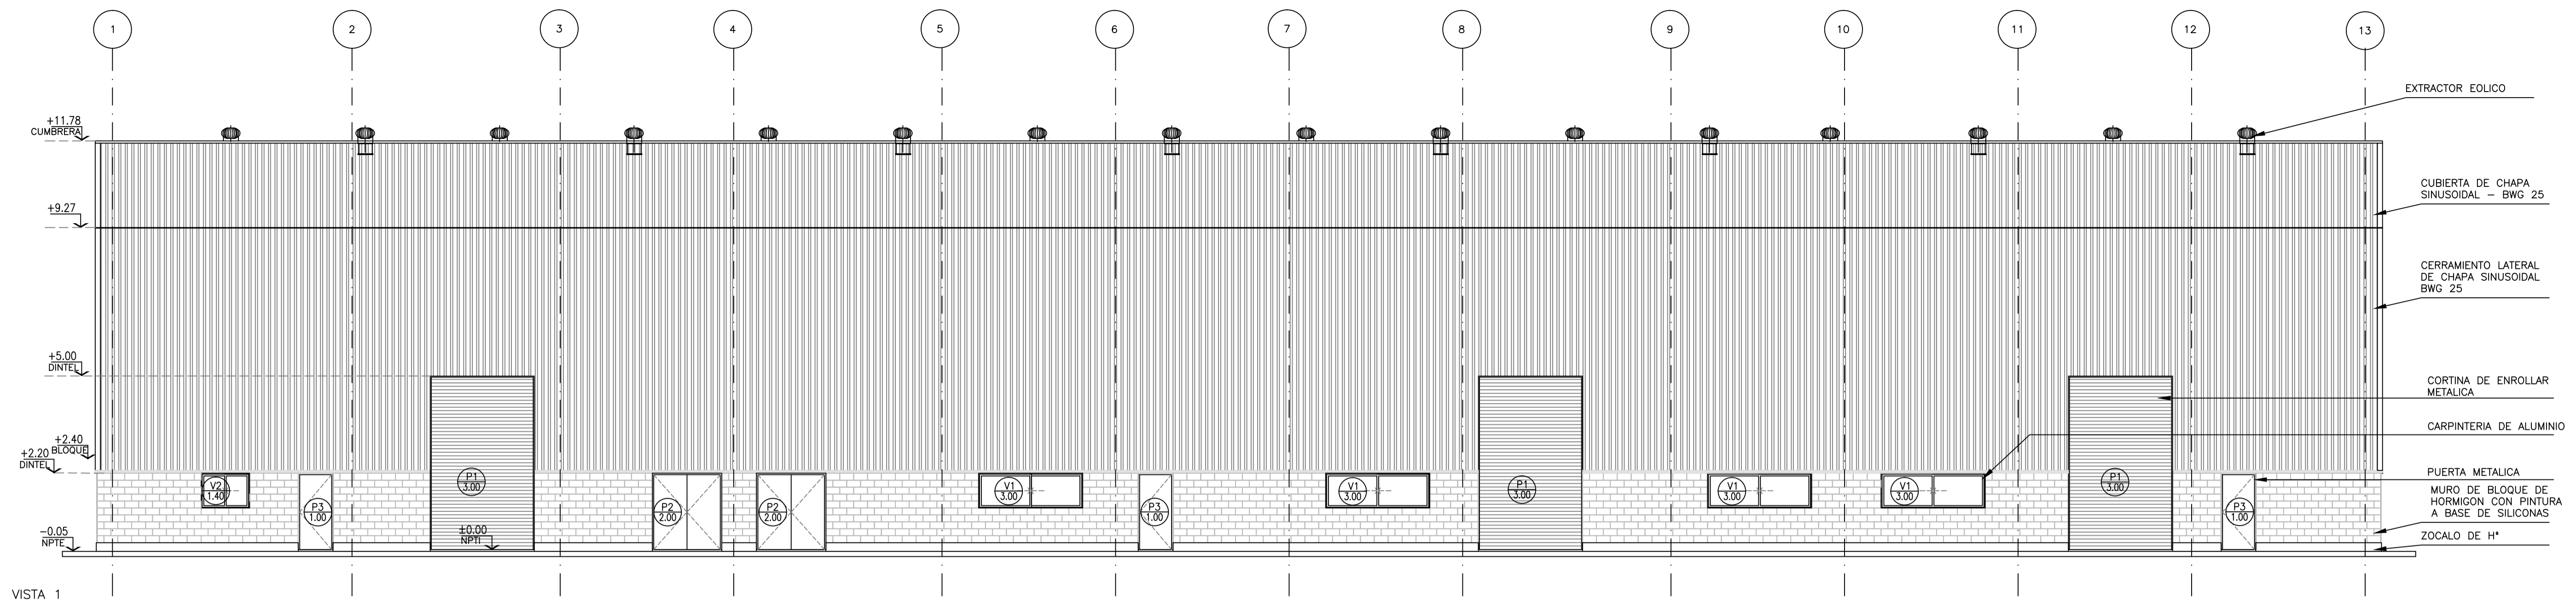 1
2
3
4
5
6
7
8
9
10
11
12
13
EXTRACTOR EOLICO
+11.78
CUMBRERA
CUBIERTA DE CHAPA
SINUSOIDAL - BWG 25
+9.27
CERRAMIENTO LATERAL
DE CHAPA SINUSOIDAL
BWG 25
+5.00
DINTEL
CORTINA DE ENROLLAR
METALICA
CARPINTERIA DE ALUMINIO
+2.40
BLOQUE
+2.20
DINTEL
PUERTA METALICA
MURO DE BLOQUE DE
HORMIGON CON PINTURA
A BASE DE SILICONAS
V2
1.40
P3
1.00
P1
3.00
P2
2.00
P2
2.00
V1
3.00
P3
1.00
V1
3.00
P1
3.00
V1
3.00
V1
3.00
P1
3.00
P3
1.00
-0.05
NPTE
±0.00
NPTI
ZOCALO DE Hº
VISTA 1